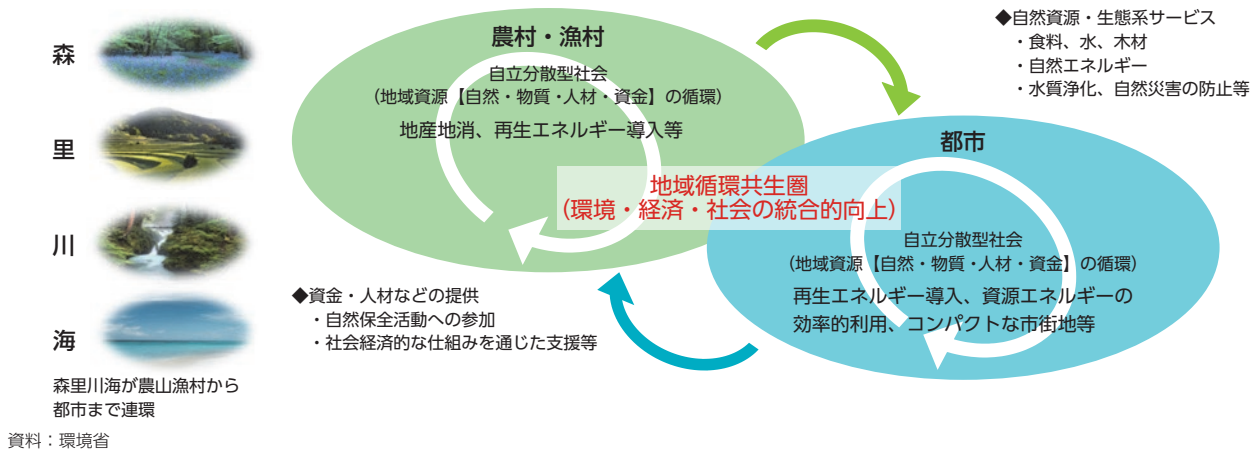 森
里
川
海
森里川海が農山漁村から
都市まで連環
資料：環境省
農村・漁村
自立分散型社会
（地域資源【自然・物質・人材・資金】の循環）
地産地消、再生エネルギー導入等
地域循環共生圏
（環境・経済・社会の統合的向上）
◆自然資源・生態系サービス
・食料、水、木材
・自然エネルギー
・水質浄化、自然災害の防止等
都市
自立分散型社会
（地域資源【自然・物質・人材・資金】の循環）
再生エネルギー導入、資源エネルギーの
効率的利用、コンパクトな市街地等
◆資金・人材などの提供
・自然保全活動への参加
・社会経済的な仕組みを通じた支援等